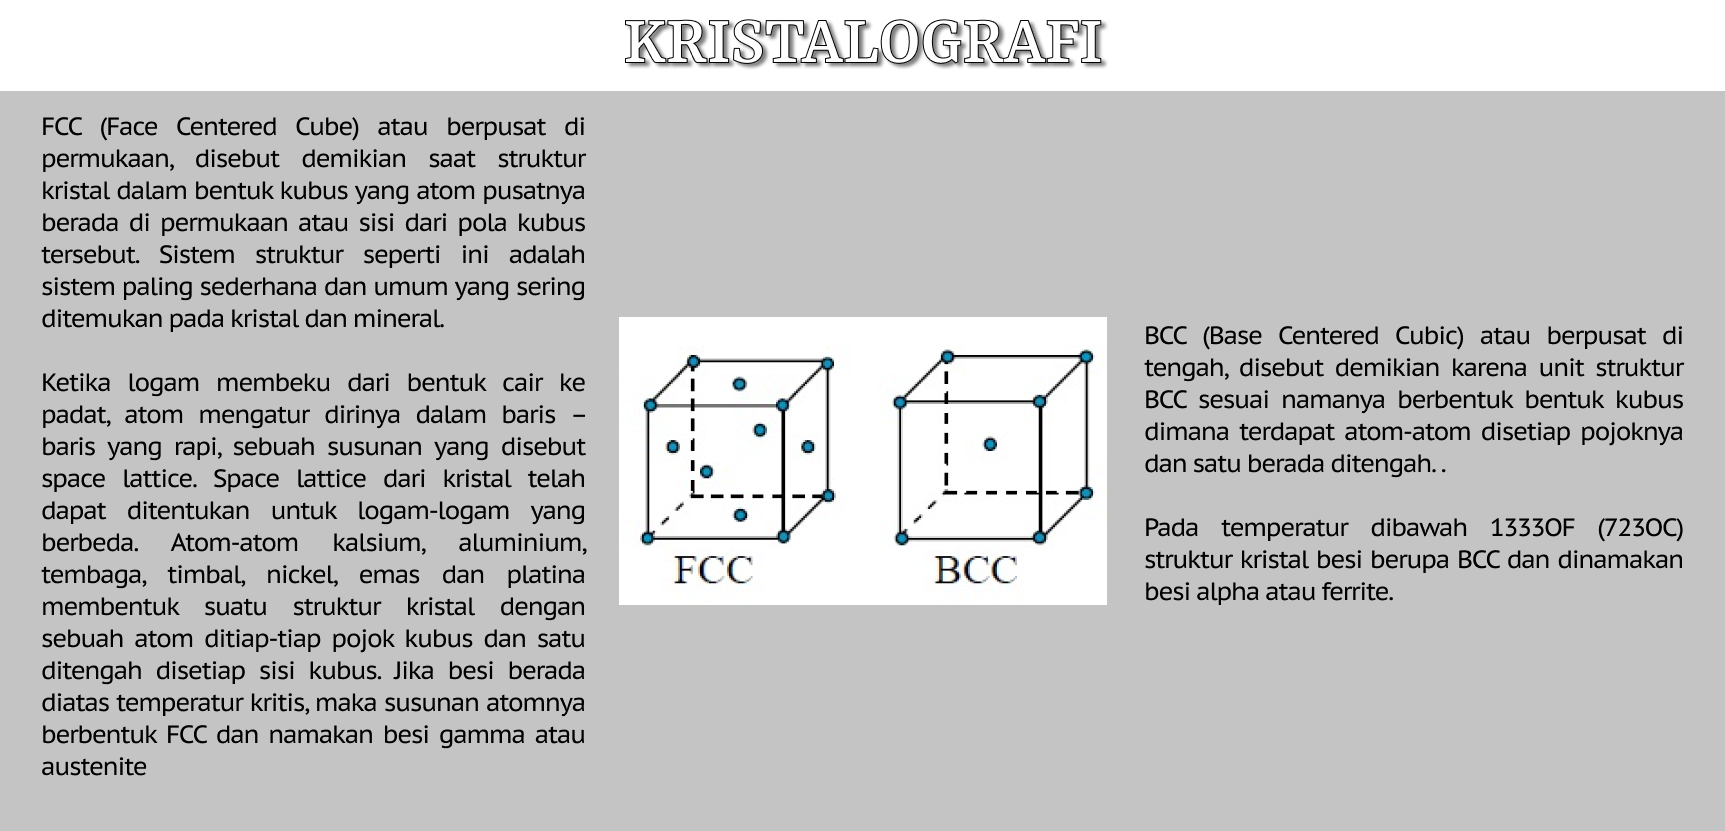 KRISTALOGRAFI
FCC (Face Centered Cube) atau berpusat di
permukaan, disebut demikian saat struktur
kristal dalam bentuk kubus yang atom pusatnya
berada di permukaan atau sisi dari pola kubus
tersebut. Sistem struktur seperti ini adalah
sistem paling sederhana dan umum yang sering
ditemukan pada kristal dan mineral.
Ketika logam membeku dari bentuk cair ke
padat, atom mengatur dirinya dalam baris –
baris yang rapi, sebuah susunan yang disebut
space lattice. Space lattice dari kristal telah
dapat ditentukan untuk logam-logam yang
berbeda. Atom-atom kalsium, aluminium,
tembaga, timbal, nickel, emas dan platina
membentuk suatu struktur kristal dengan
sebuah atom ditiap-tiap pojok kubus dan satu
ditengah disetiap sisi kubus. Jika besi berada
diatas temperatur kritis, maka susunan atomnya
berbentuk FCC dan namakan besi gamma atau
austenite
FCC
BCC
BCC (Base Centered Cubic) atau berpusat di
tengah, disebut demikian karena unit struktur
BCC sesuai namanya berbentuk bentuk kubus
dimana terdapat atom-atom disetiap pojoknya
dan satu berada ditengah. .
Pada temperatur dibawah 1333OF (723OC)
struktur kristal besi berupa BCC dan dinamakan
besi alpha atau ferrite.